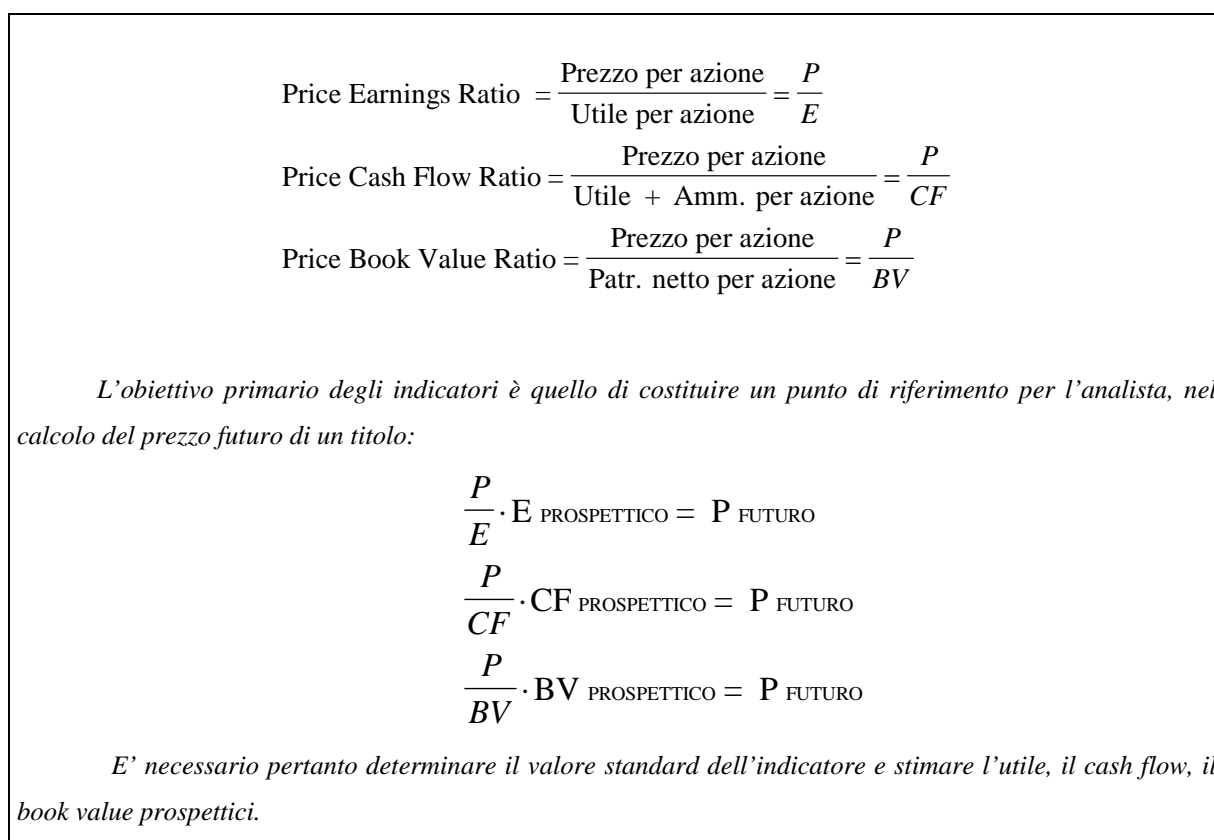 Price Earnings Ratio = Prezzo per azione / Utile per azione = P / E
Price Cash Flow Ratio = Prezzo per azione / Utile + Amm. per azione = P / CF
Price Book Value Ratio = Prezzo per azione / Patr. netto per azione = P / BV
L’obiettivo primario degli indicatori è quello di costituire un punto di riferimento per l’analista, nel
calcolo del prezzo futuro di un titolo:
P / E · E PROSPETTICO = P FUTURO
P / CF · CF PROSPETTICO = P FUTURO
P / BV · BV PROSPETTICO = P FUTURO
E’ necessario pertanto determinare il valore standard dell’indicatore e stimare l’utile, il cash flow, il
book value prospettici.